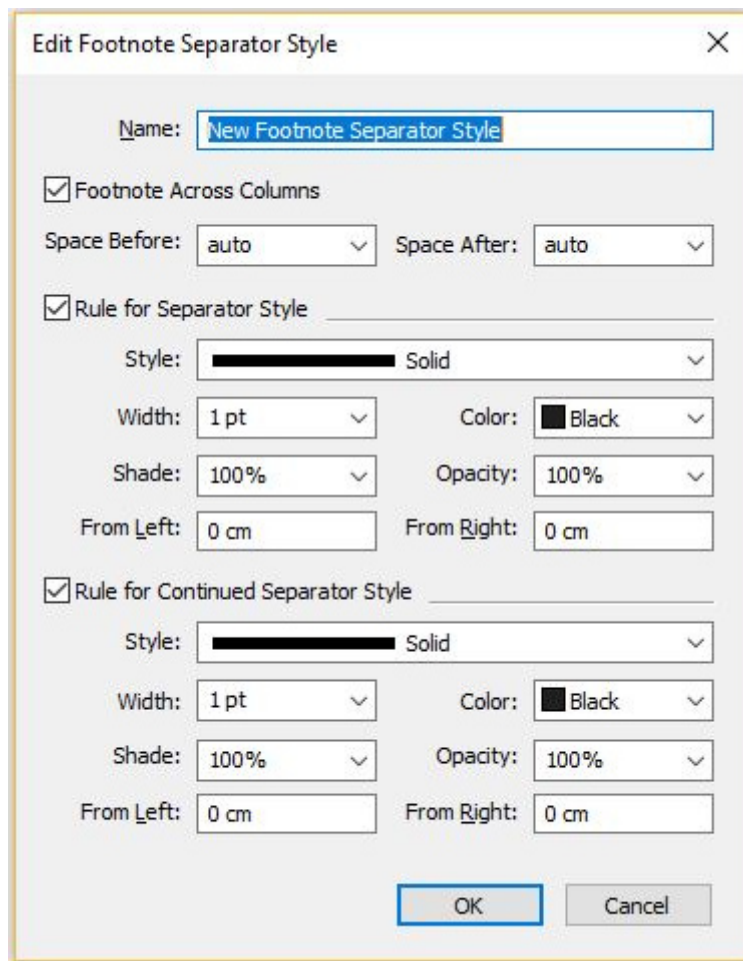 Edit Footnote Separator Style
Name: New Footnote Separator Style
Footnote Across Columns
Space Before: auto Space After: auto
Rule for Separator Style
Style: Solid
Width: 1 pt Color: Black
Shade: 100% Opacity: 100%
From Left: 0 cm From Right: 0 cm
Rule for Continued Separator Style
Style: Solid
Width: 1 pt Color: Black
Shade: 100% Opacity: 100%
From Left: 0 cm From Right: 0 cm
OK Cancel